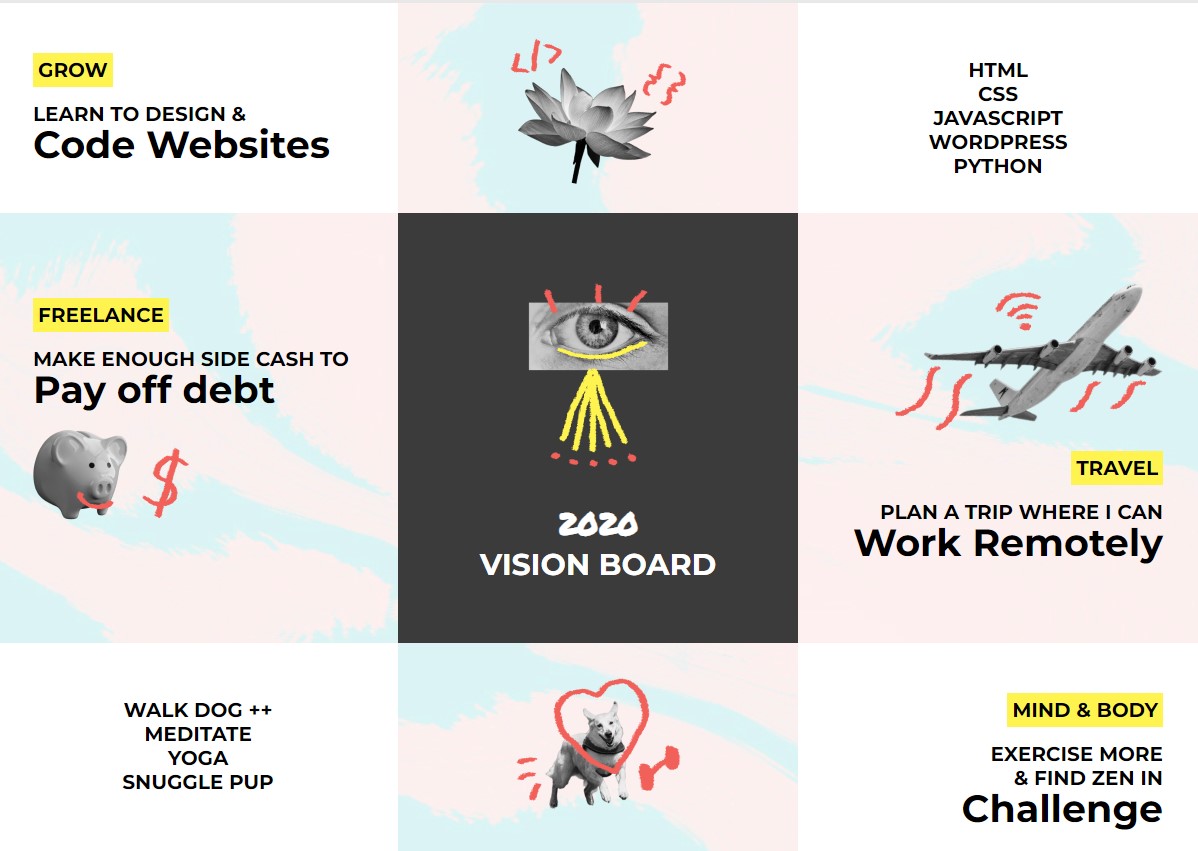 GROW
LEARN TO DESIGN &
Code Websites
</>
{}
HTML
CSS
JAVASCRIPT
WORDPRESS
PYTHON
FREELANCE
MAKE ENOUGH SIDE CASH TO
Pay off debt
$
2020
VISION BOARD
TRAVEL
PLAN A TRIP WHERE I CAN
Work Remotely
WALK DOG ++
MEDITATE
YOGA
SNUGGLE PUP
MIND & BODY
EXERCISE MORE
& FIND ZEN IN
Challenge